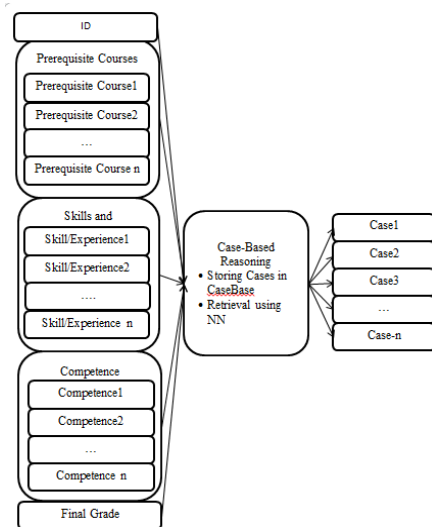 ID
Prerequisite Courses
Prerequisite Course1
Prerequisite Course2
...
Prerequisite Course n
Skills and
Skill/Experience1
Skill/Experience2
....
Skill/Experience n
Competence
Competence1
Competence2
...
Competence n
Final Grade
Case-Based
Reasoning
• Storing Cases in
CaseBase
• Retrieval using
NN
Case1
Case2
Case3
...
Case-n